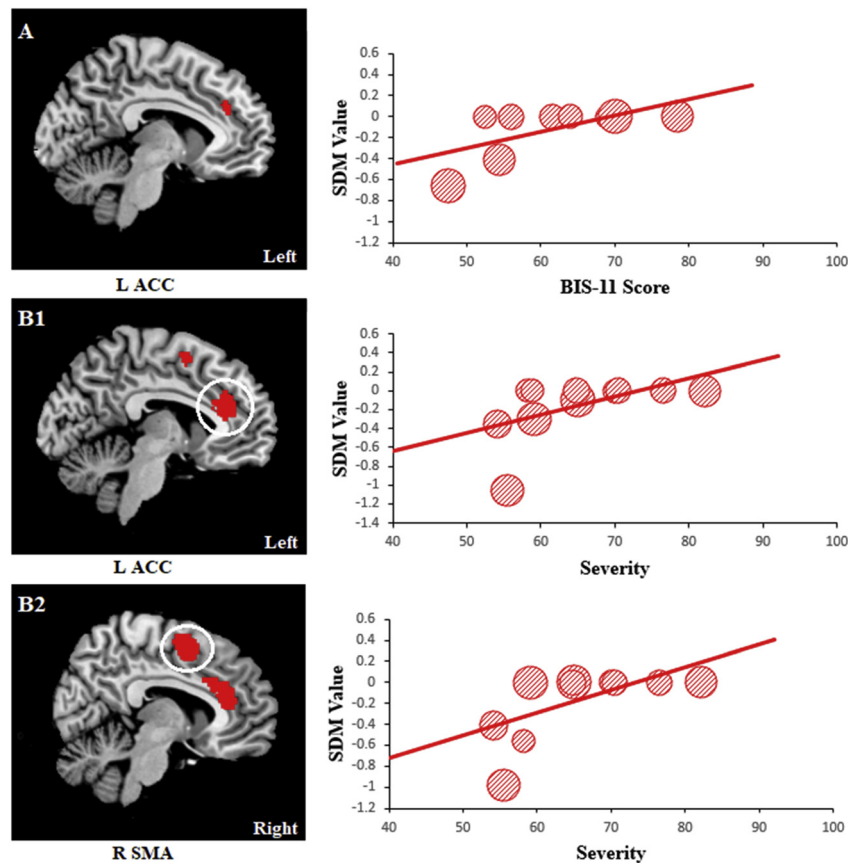 A
Left
L ACC
SDM Value
0.6
0.4
0.2
0
-0.2
-0.4
-0.6
-0.8
-1
-1.2
40 50 60 70 80 90 100
BIS-11 Score
B1
Left
L ACC
SDM Value
0.6
0.4
0.2
0
-0.2
-0.4
-0.6
-0.8
-1
-1.2
-1.4
40 50 60 70 80 90 100
Severity
B2
Right
R SMA
SDM Value
0.6
0.4
0.2
0
-0.2
-0.4
-0.6
-0.8
-1
-1.2
40 50 60 70 80 90 100
Severity